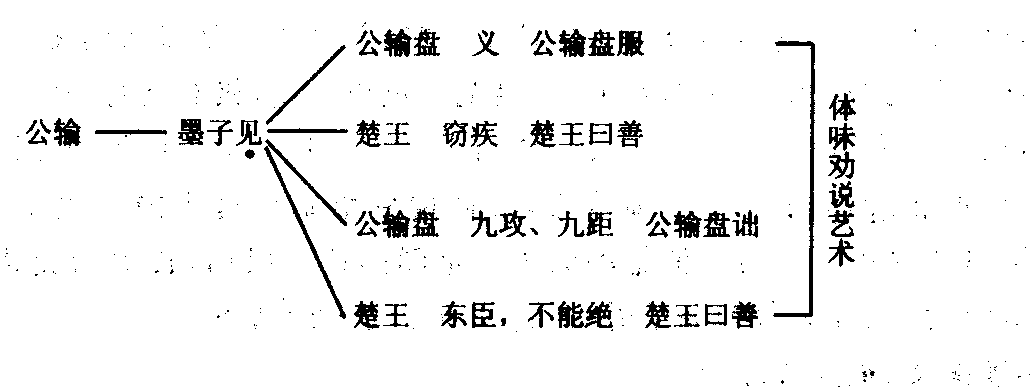 公输盘 义 公输盘服
公输 墨子见
楚王 窃疾 楚王曰善
公输盘 九攻、九距 公输盘诎
楚王 东臣，不能绝 楚王曰善
体味劝说艺术